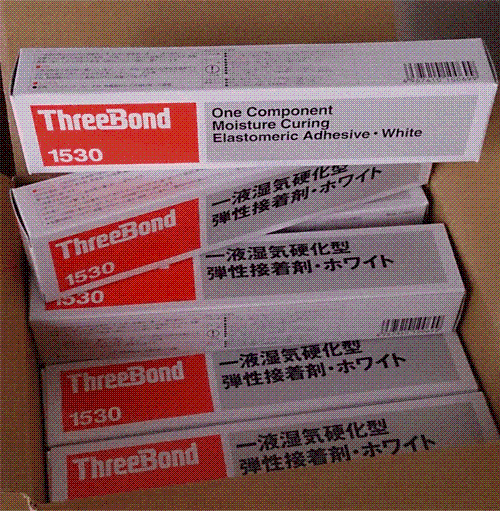 ThreeBond
1530
One Component
Moisture Curing
Elastomeric Adhesive・White
ThreeBond
1530
一液湿気硬化型
弾性接着剤・ホワイト
1530
一液湿気硬化型
弾性接着剤・ホワイト
ThreeBond
1530
一液湿気硬化型
弾性接着剤・ホワイト
ThreeBond
一液湿気硬化型
弾性接着剤・ホワイト